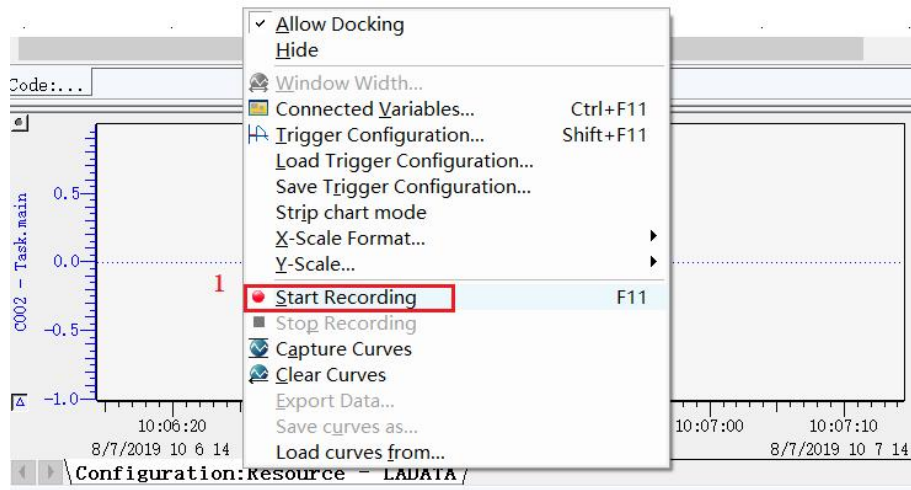 Allow Docking
Hide
Window Width...
Code:...
Connected Variables... Ctrl+F11
Trigger Configuration... Shift+F11
Load Trigger Configuration...
Save Trigger Configuration...
0.5
Strip chart mode
X-Scale Format...
0.0
Y-Scale...
C002 - Task.main
1
Start Recording F11
-0.5
Stop Recording
Capture Curves
Clear Curves
-1.0
Export Data...
10:06:20
Save curves as...
10:07:00 10:07:10
8/7/2019 10 6 14
Load curves from...
8/7/2019 10 7 14
Configuration:Resource - LADATA